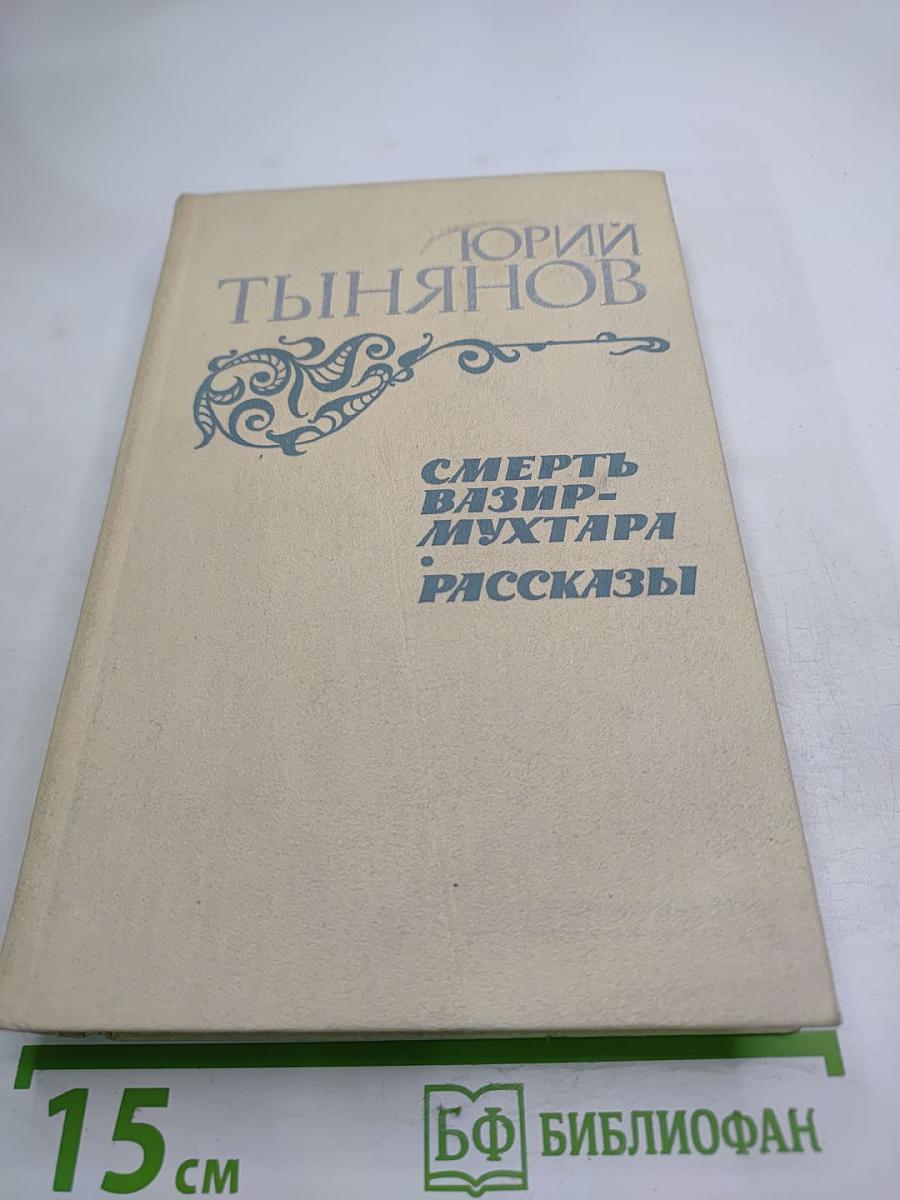 ЮРИЙ
ТЫНЯНОВ
СМЕРТЬ
ВАЗИР-
МУХТАРА
•
РАССКАЗЫ
15 см
БФ БИБЛИОФАН